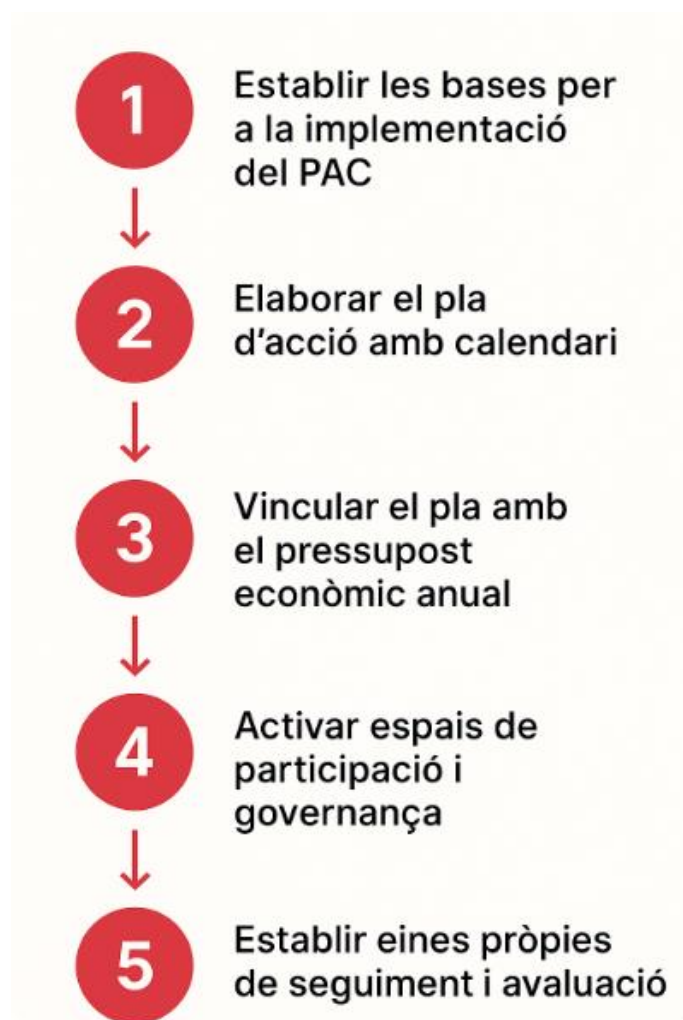 1
Establir les bases per
a la implementació
del PAC
2
Elaborar el pla
d’acció amb calendari
3
Vincular el pla amb
el pressupost
econòmic anual
4
Activar espais de
participació i
governança
5
Establir eines pròpies
de seguiment i avaluació